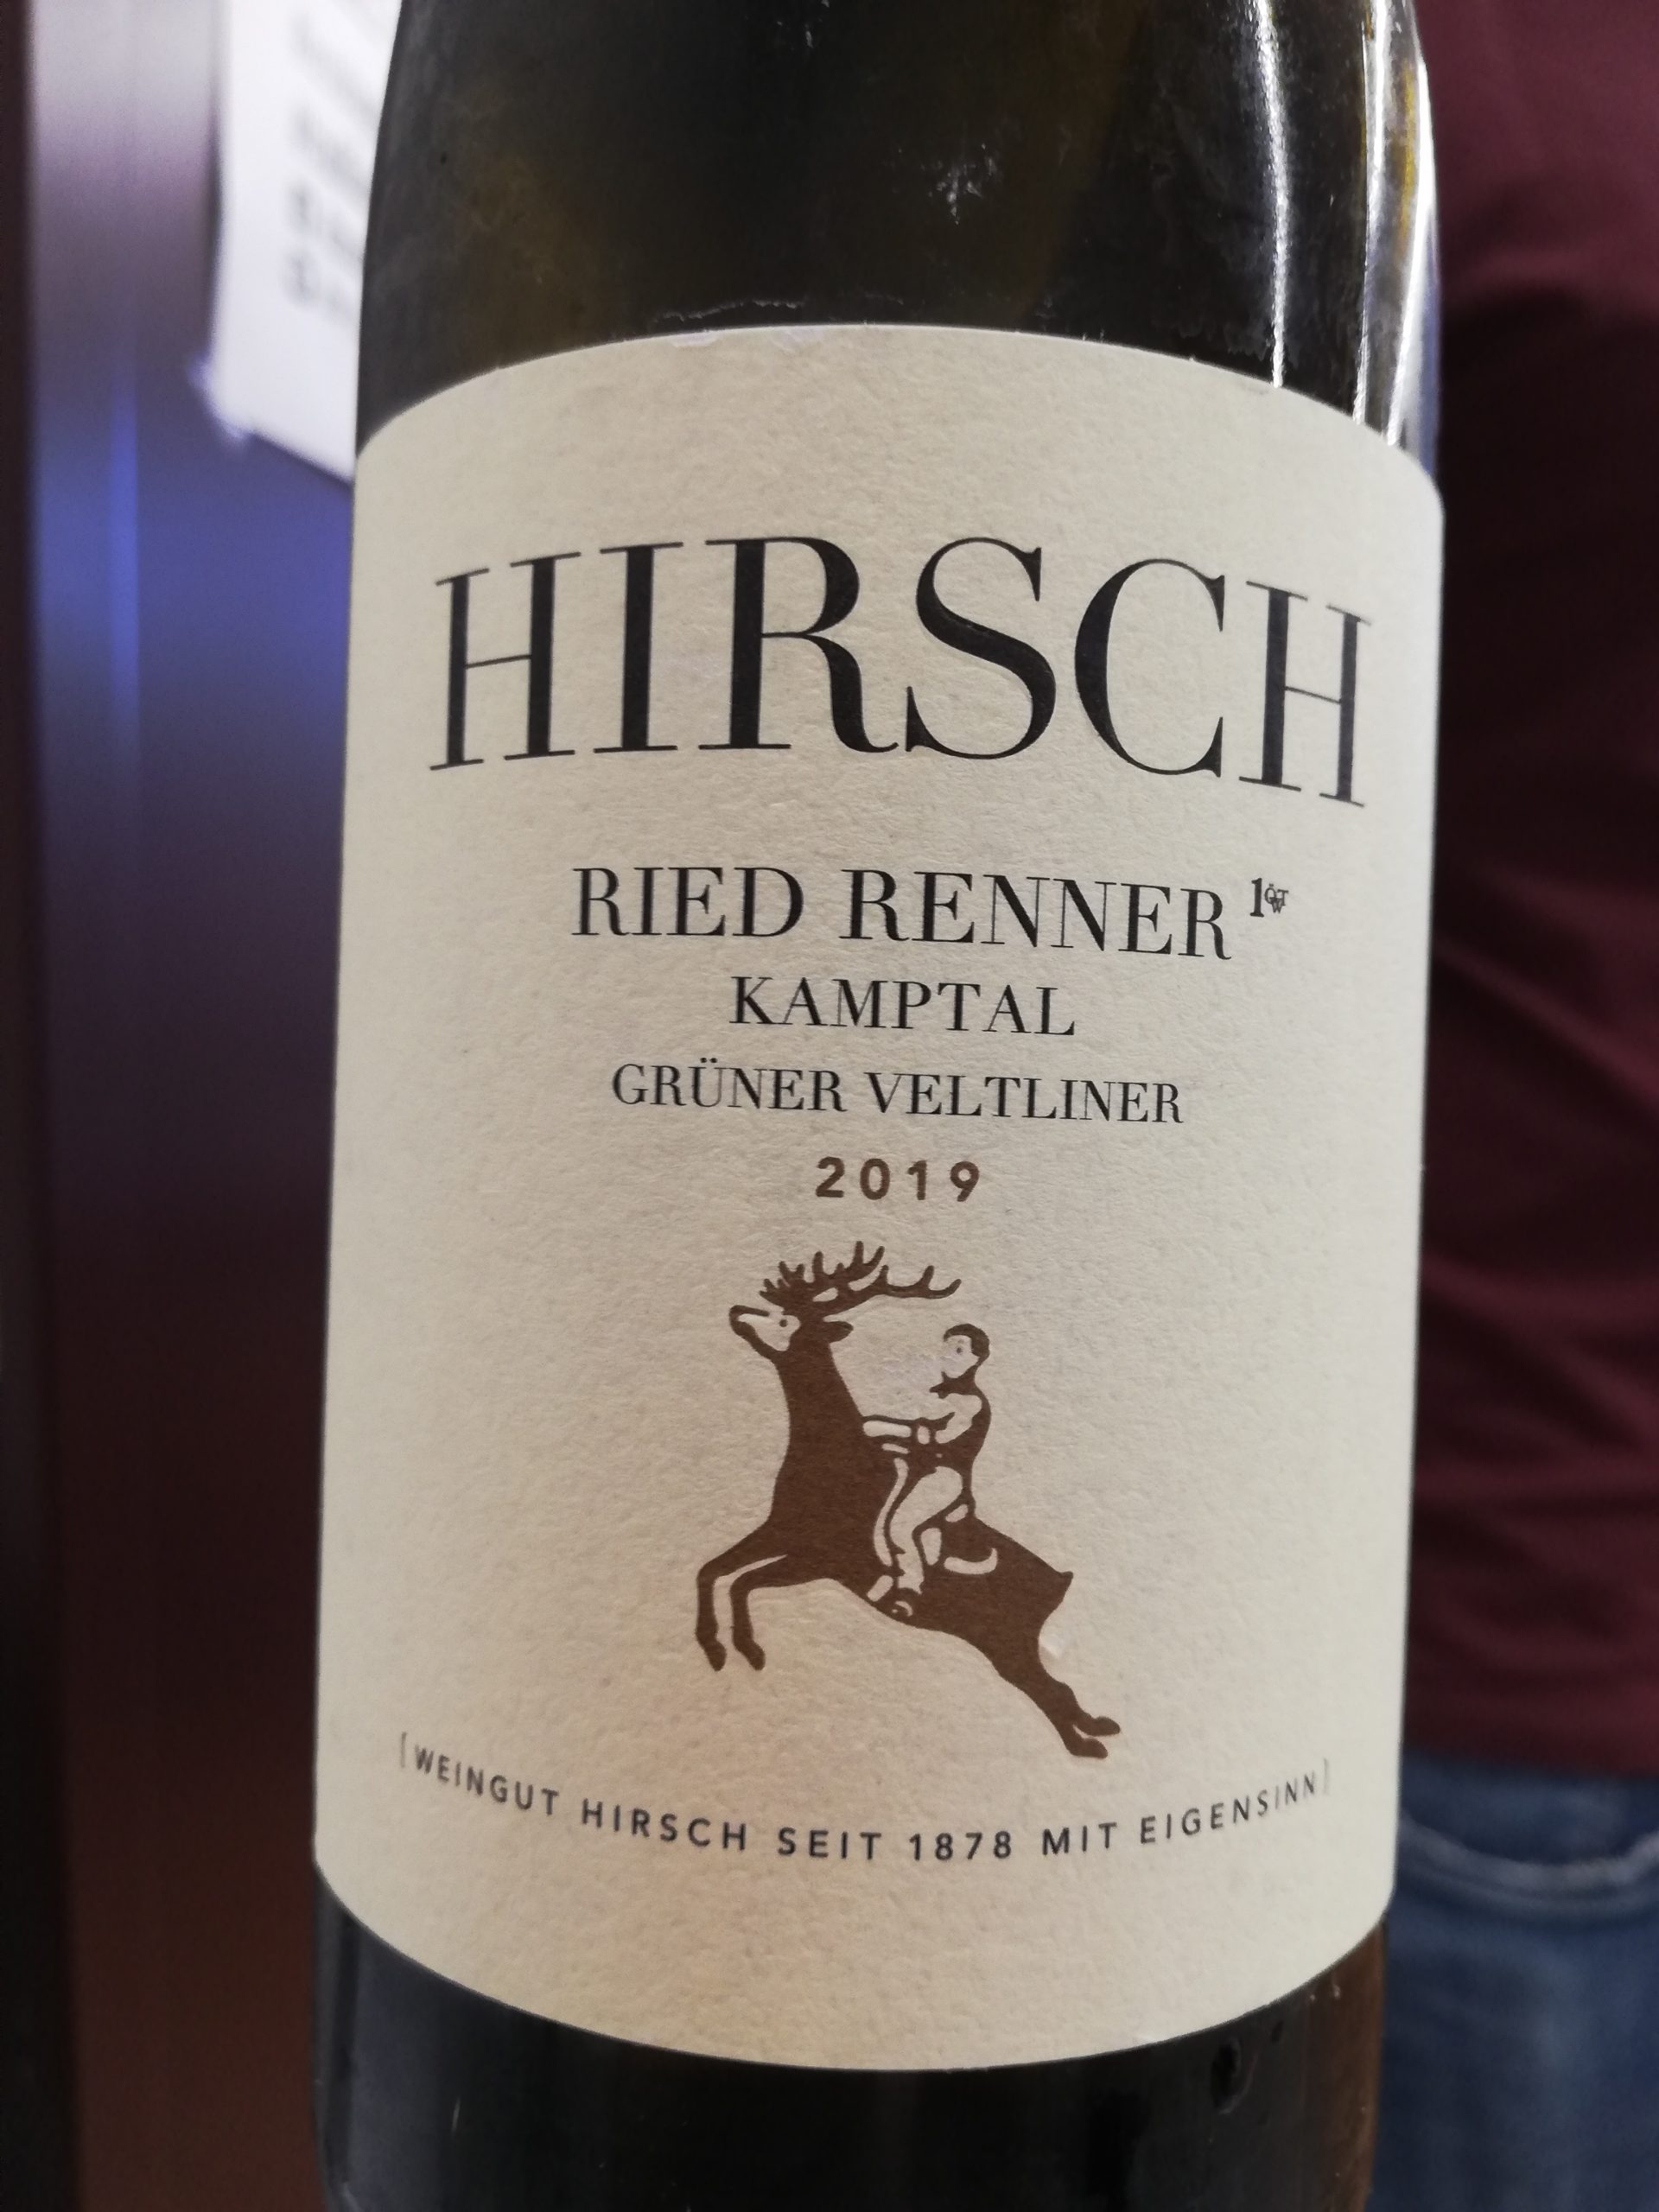 HIRSCH
RIED RENNER 1ÖTW
KAMPTAL
GRÜNER VELTLINER
2019
[WEINGUT HIRSCH SEIT 1878 MIT EIGENSINN]